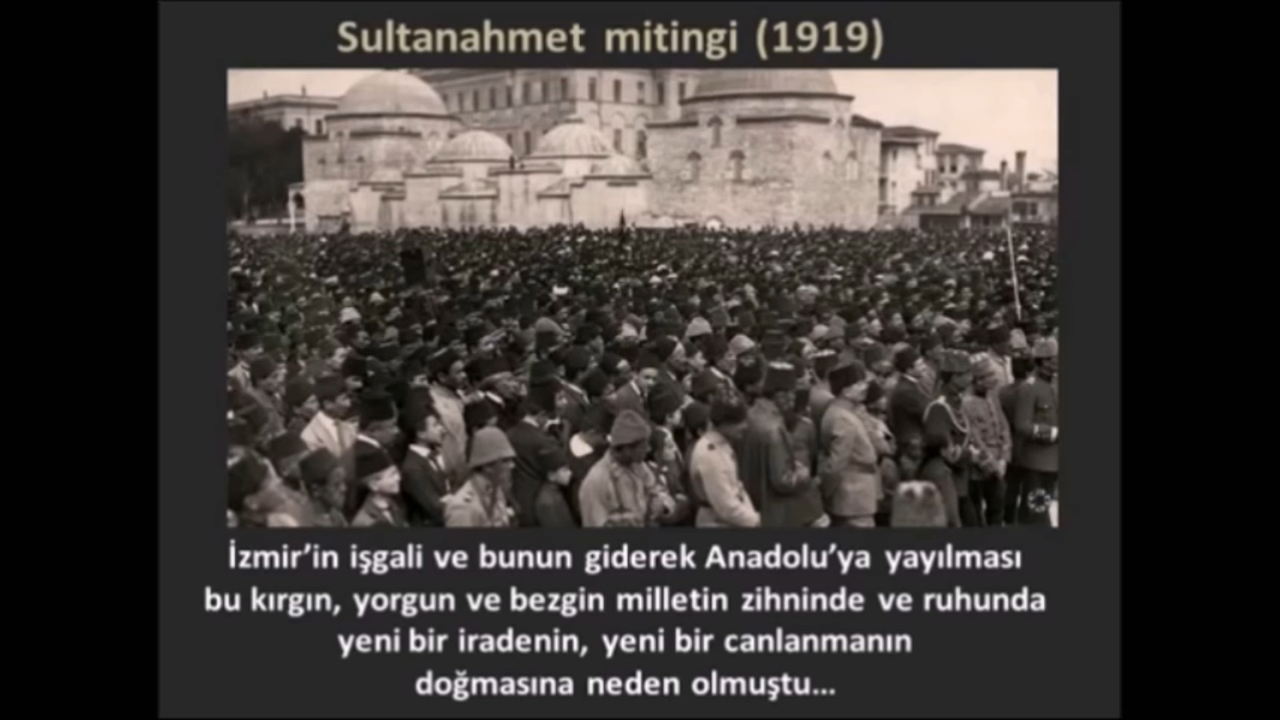 Sultanahmet mitingi (1919)
İzmir’in işgali ve bunun giderek Anadolu’ya yayılması
bu kırgın, yorgun ve bezgin milletin zihninde ve ruhunda
yeni bir iradenin, yeni bir canlanmanın
doğmasına neden olmuştu...